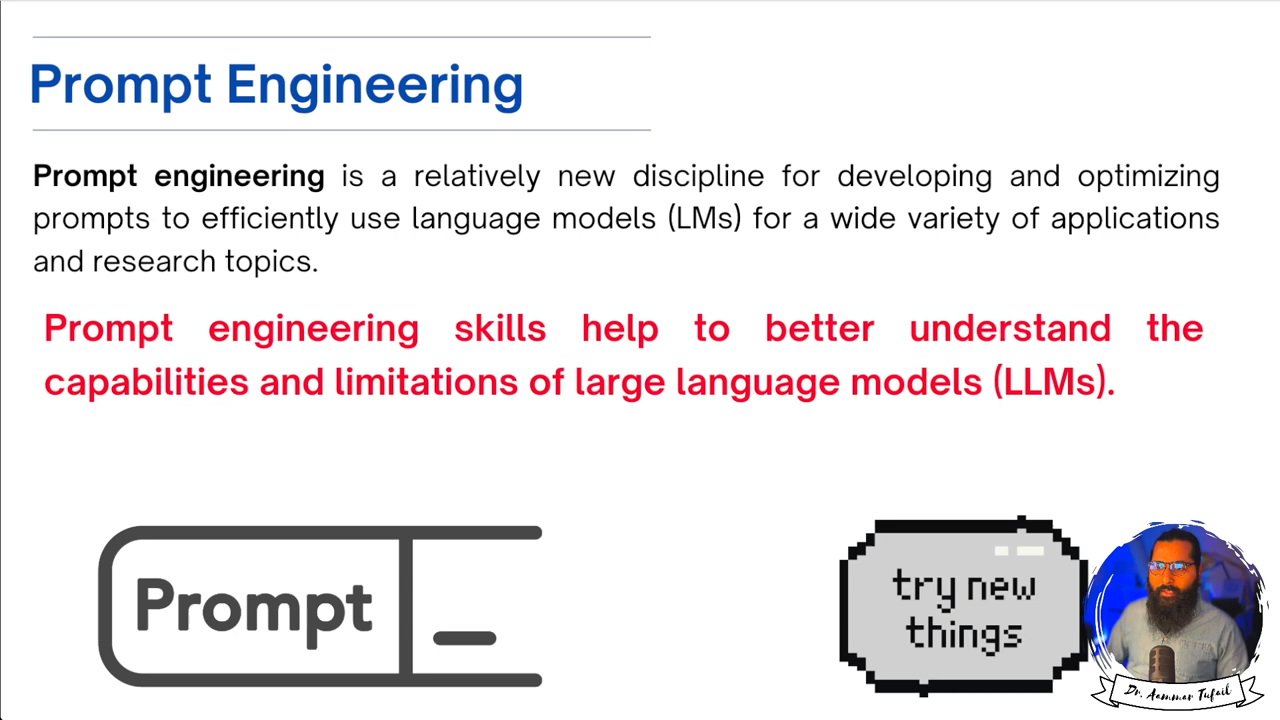 Prompt Engineering
Prompt engineering is a relatively new discipline for developing and optimizing
prompts to efficiently use language models (LMs) for a wide variety of applications
and research topics.
Prompt engineering skills help to better understand the
capabilities and limitations of large language models (LLMs).
Prompt
try new
things
Dr. Aammar Tufail